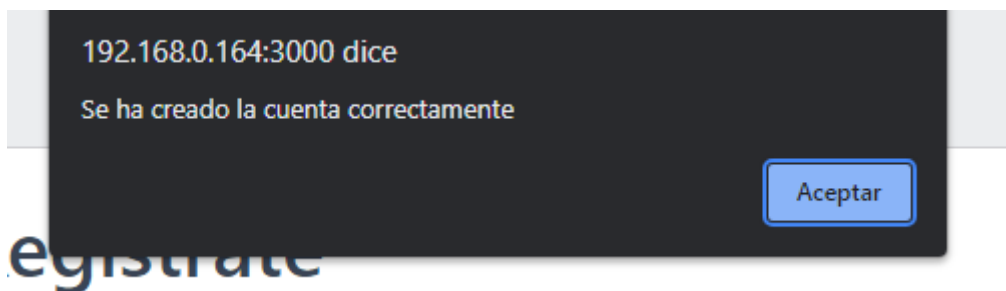 192.168.0.164:3000 dice
Se ha creado la cuenta correctamente
Aceptar
egistrate